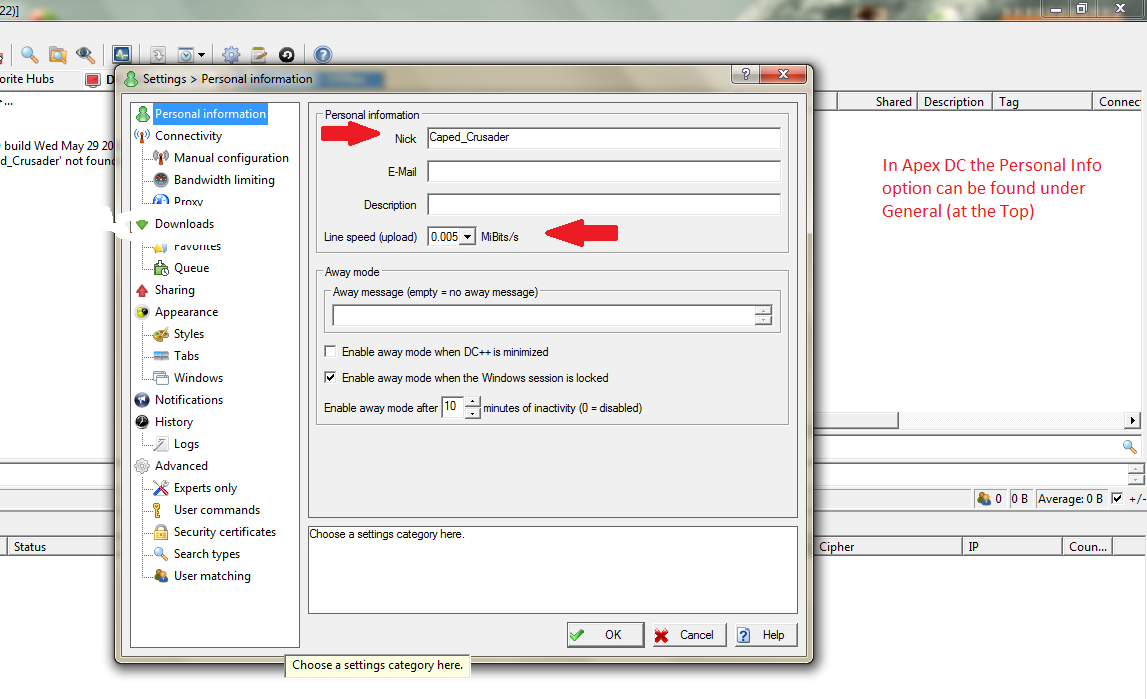 22)]
orite Hubs
D
Settings > Personal information
?
...
build Wed May 29 20
d_Crusader' not foun
Personal information
Connectivity
Manual configuration
Bandwidth limiting
Proxy
Downloads
Favorites
Queue
Sharing
Appearance
Styles
Tabs
Windows
Notifications
History
Logs
Advanced
Experts only
User commands
Security certificates
Search types
User matching
Personal information
Nick Caped_Crusader
E-Mail
Description
Line speed (upload) 0.005 MiBits/s
Away mode
Away message (empty = no away message)
Enable away mode when DC++ is minimized
Enable away mode when the Windows session is locked
Enable away mode after 10 minutes of inactivity (0 = disabled)
Choose a settings category here.
OK Cancel Help
Choose a settings category here.
Shared Description Tag Connec
In Apex DC the Personal Info
option can be found under
General (at the Top)
0 0 B Average: 0 B +/-
Status Cipher IP Coun...